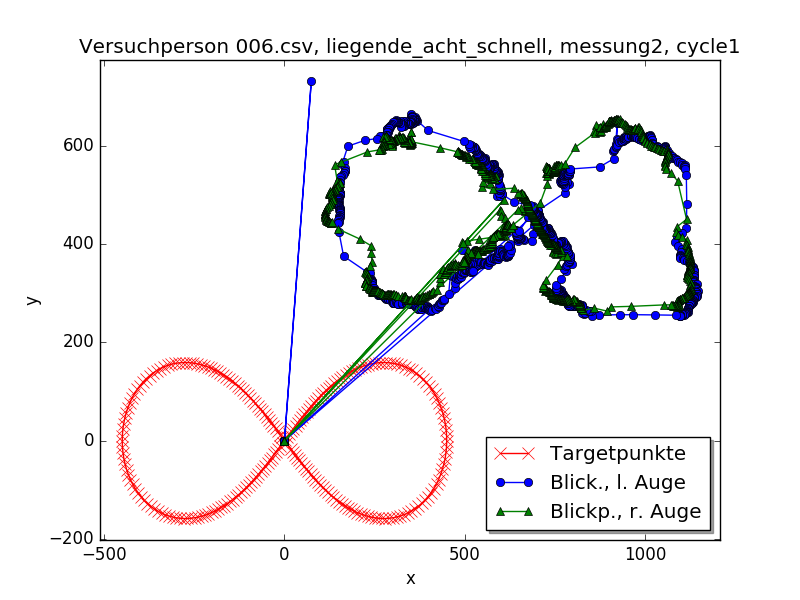 Versuchperson 006.csv, liegende_acht_schnell, messung2, cycle1
y
600
400
200
0
−200
−500
0
500
1000
x
Targetpunkte
Blick., l. Auge
Blickp., r. Auge